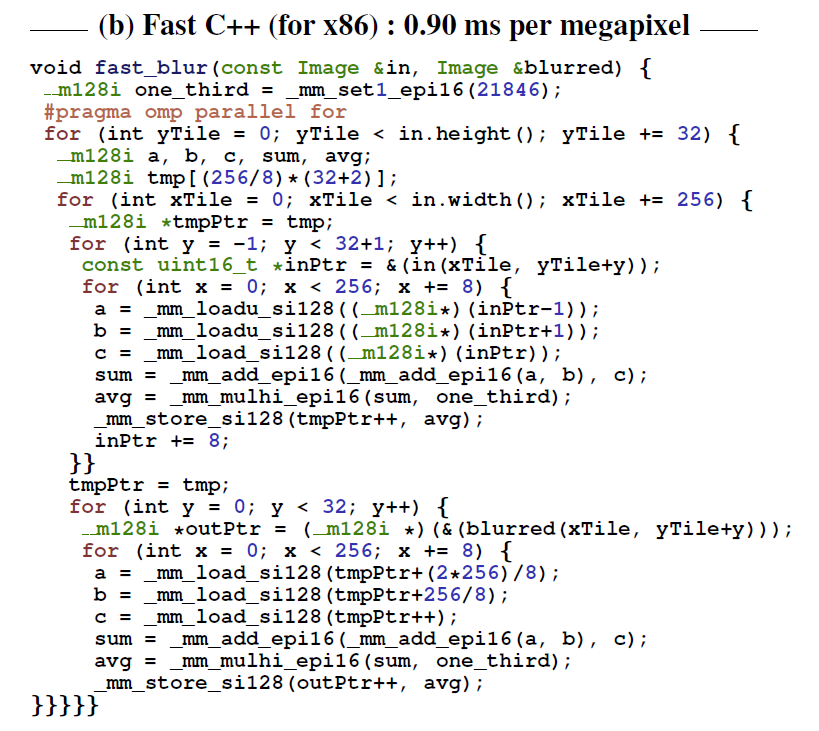 (b) Fast C++ (for x86) : 0.90 ms per megapixel
void fast_blur(const Image &in, Image &blurred) {
__m128i one_third = _mm_set1_epi16(21846);
#pragma omp parallel for
for (int yTile = 0; yTile < in.height(); yTile += 32) {
__m128i a, b, c, sum, avg;
__m128i tmp[(256/8)*(32+2)];
for (int xTile = 0; xTile < in.width(); xTile += 256) {
__m128i *tmpPtr = tmp;
for (int y = -1; y < 32+1; y++) {
const uint16_t *inPtr = &(in(xTile, yTile+y));
for (int x = 0; x < 256; x += 8) {
a = _mm_loadu_si128((__m128i*)(inPtr-1));
b = _mm_loadu_si128((__m128i*)(inPtr+1));
c = _mm_load_si128((__m128i*)(inPtr));
sum = _mm_add_epi16(_mm_add_epi16(a, b), c);
avg = _mm_mulhi_epi16(sum, one_third);
_mm_store_si128(tmpPtr++, avg);
inPtr += 8;
}}
tmpPtr = tmp;
for (int y = 0; y < 32; y++) {
__m128i *outPtr = (__m128i *)(&(blurred(xTile, yTile+y)));
for (int x = 0; x < 256; x += 8) {
a = _mm_load_si128(tmpPtr+(2*256)/8);
b = _mm_load_si128(tmpPtr+256/8);
c = _mm_load_si128(tmpPtr++);
sum = _mm_add_epi16(_mm_add_epi16(a, b), c);
avg = _mm_mulhi_epi16(sum, one_third);
_mm_store_si128(outPtr++, avg);
}}}}}